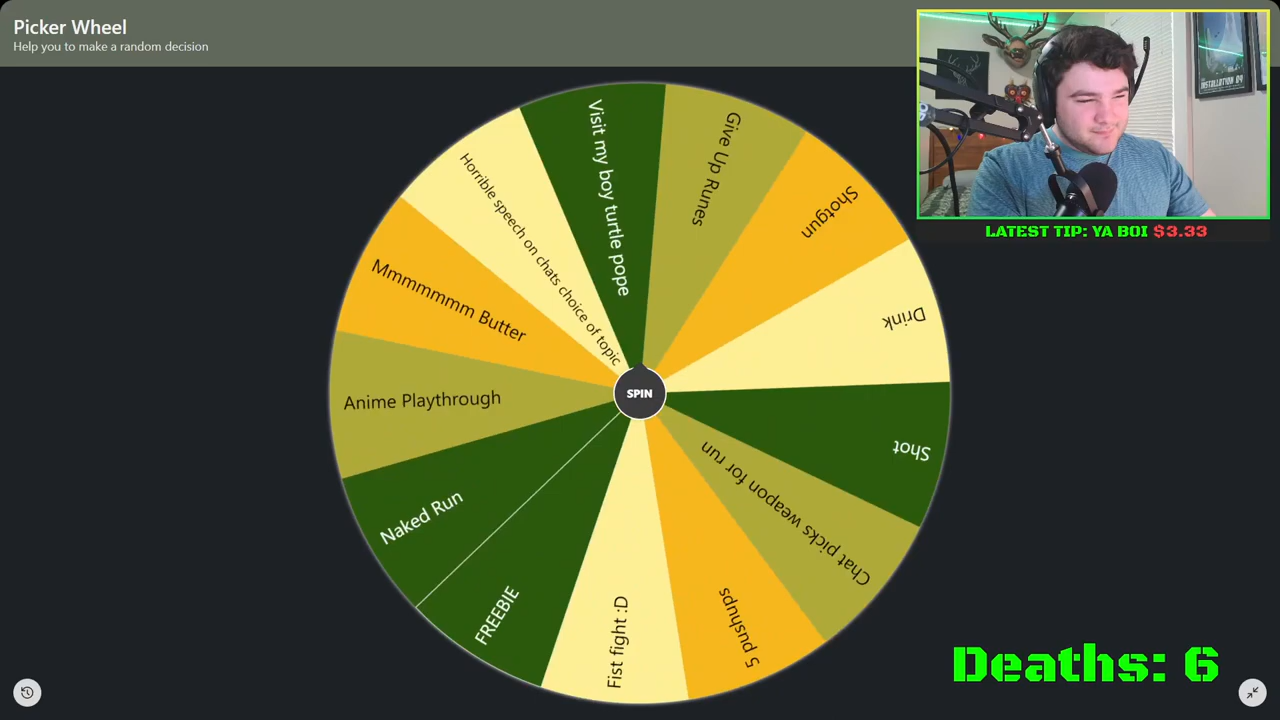 Picker Wheel
Help you to make a random decision
Visit my boy turtle pope
Give Up Runes
Shotgun
Drink
Shot
Chat picks weapon for run
5 pushups
Fist fight :D
FREEBIE
Naked Run
Anime Playthrough
Mmmmmmm Butter
Horrible speech on chats choice of topic
SPIN
INSTALLATION 04
LATEST TIP: YA BOI $3.33
Deaths: 6